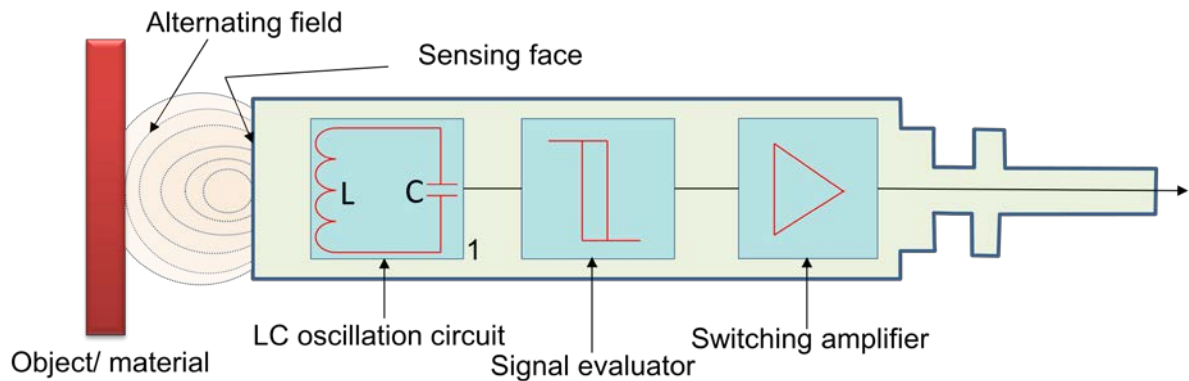 Alternating field
Sensing face
L
C
1
LC oscillation circuit
Switching amplifier
Object/ material
Signal evaluator